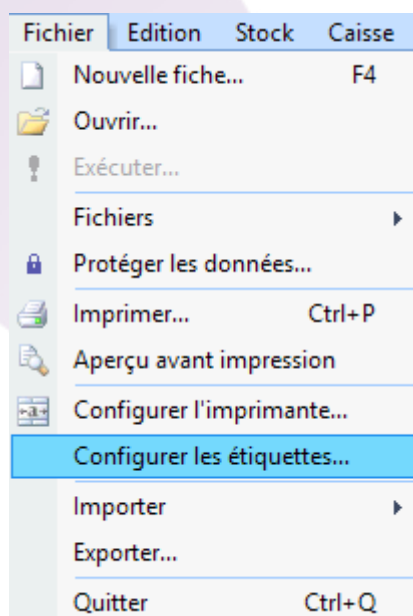 Fichier Edition Stock Caisse
Nouvelle fiche... F4
Ouvrir...
Exécuter...
Fichiers
Protéger les données...
Imprimer... Ctrl+P
Aperçu avant impression
Configurer l'imprimante...
Configurer les étiquettes...
Importer
Exporter...
Quitter Ctrl+Q